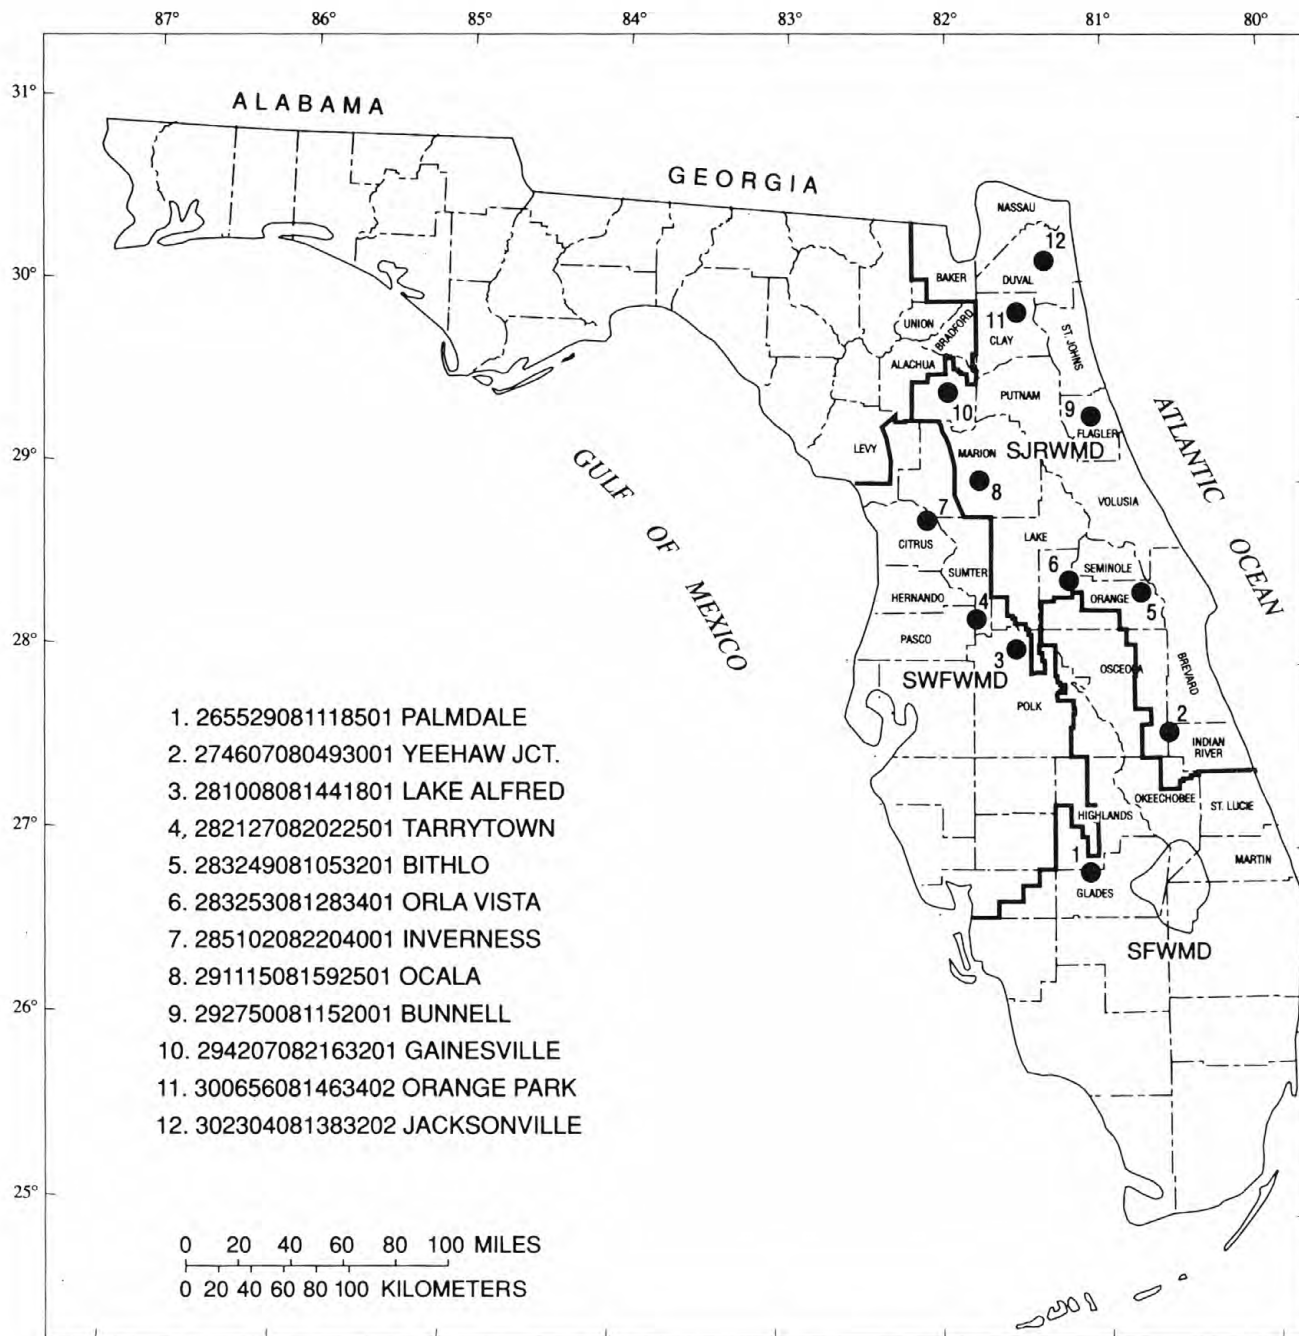 87° 86° 85° 84° 83° 82° 81° 80°
31°
ALABAMA
GEORGIA
NASSAU
12
30°
BAKER
DUVAL
UNION
BRADFORD
11
CLAY
ST. JOHNS
ALACHUA
PUTNAM
10
9
FLAGLER
ATLANTIC OCEAN
LEVY
MARION
SJRWMD
29°
GULF OF MEXICO
8
7
VOLUSIA
CITRUS
LAKE
SUMTER
6
SEMINOLE
HERNANDO
4
ORANGE
5
28°
PASCO
3
OSCEOLA
BREVARD
SWFWMD
POLK
2
INDIAN
RIVER
1. 265529081118501 PALMDALE
2. 274607080493001 YEEHAW JCT.
3. 281008081441801 LAKE ALFRED
4, 282127082022501 TARRYTOWN
5. 283249081053201 BITHLO
6. 283253081283401 ORLA VISTA
7. 285102082204001 INVERNESS
8. 291115081592501 OCALA
9. 292750081152001 BUNNELL
10. 294207082163201 GAINESVILLE
11. 300656081463402 ORANGE PARK
12. 302304081383202 JACKSONVILLE
OKEECHOBEE
ST. LUCIE
27°
HIGHLANDS
1
MARTIN
GLADES
SFWMD
26°
25°
0 20 40 60 80 100 MILES
0 20 40 60 80 100 KILOMETERS